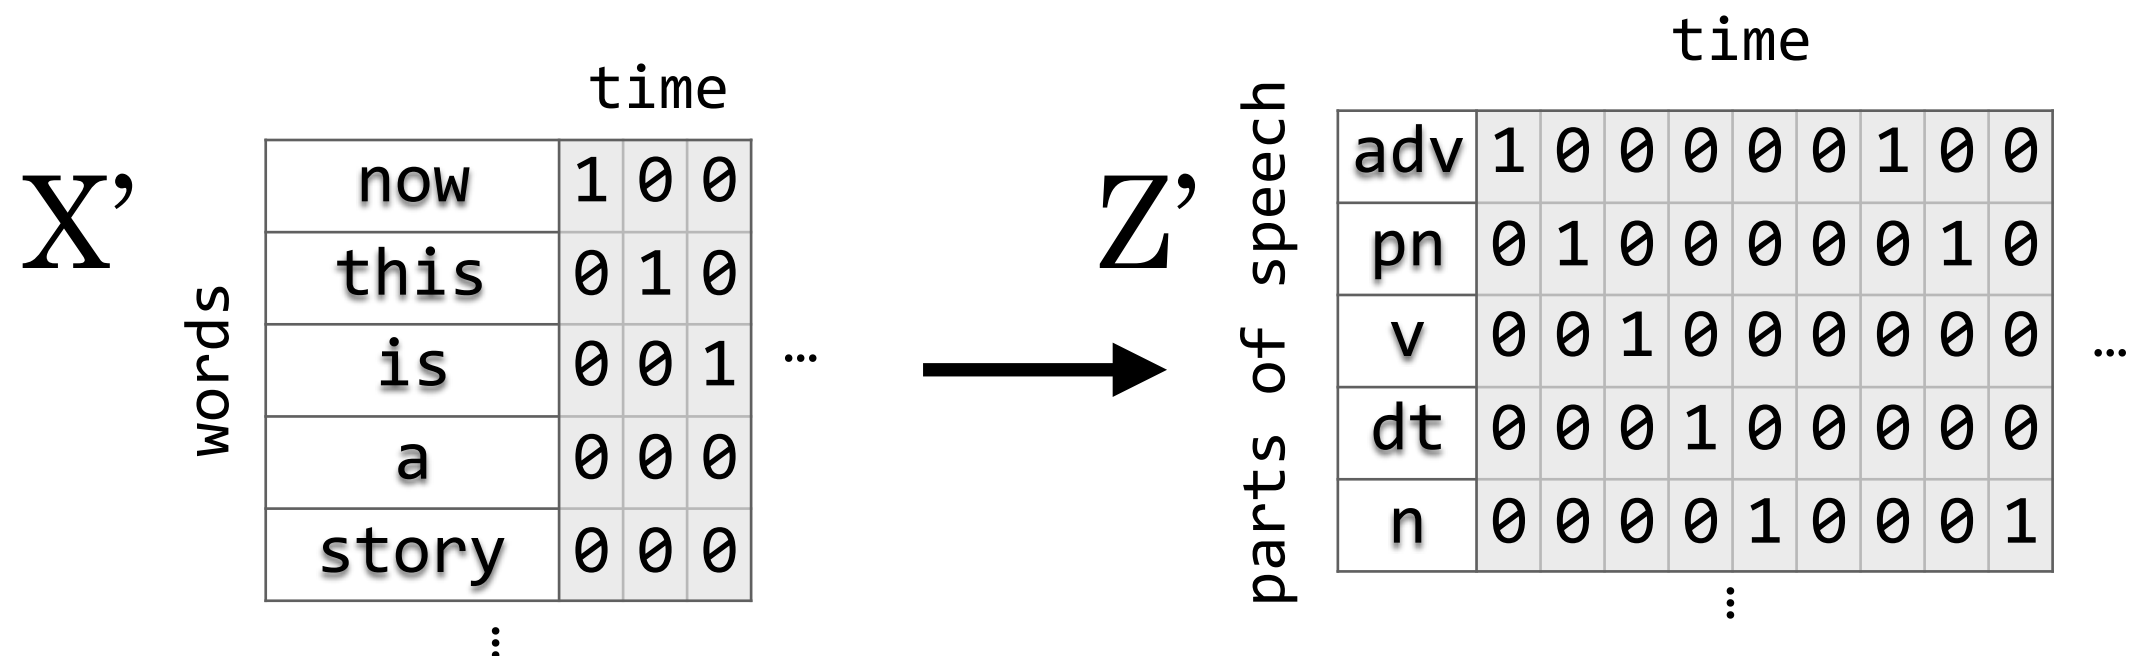 time
X’
words
now 1 0 0
this 0 1 0
is 0 0 1 …
a 0 0 0
story 0 0 0
⋮
time
Z’
parts of speech
adv 1 0 0 0 0 0 1 0 0
pn 0 1 0 0 0 0 0 1 0
v 0 0 1 0 0 0 0 0 0 …
dt 0 0 0 1 0 0 0 0 0
n 0 0 0 0 1 0 0 0 1
⋮